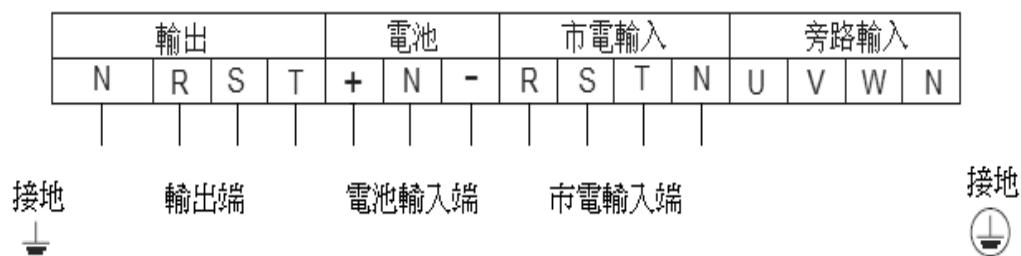 輸出 電池 市電輸入 旁路輸入
N R S T + N - R S T N U V W N
接地 輸出端 電池輸入端 市電輸入端 接地